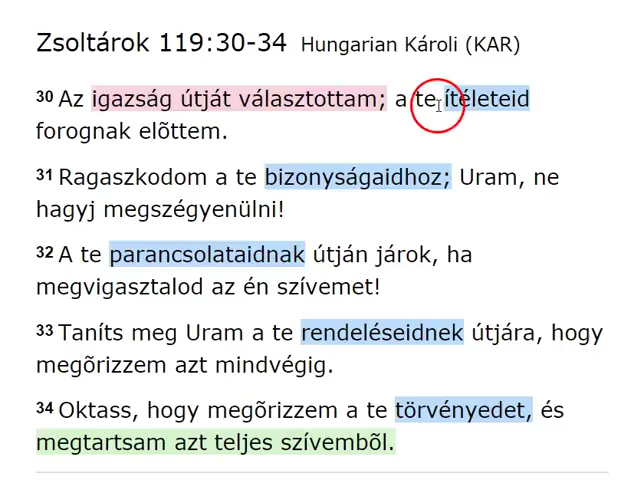 Zsoltárok 119:30-34 Hungarian Károli (KAR)
30 Az igazság útját választottam; a te ítéleteid
forognak elõttem.
31 Ragaszkodom a te bizonyságaidhoz; Uram, ne
hagyj megszégyenülni!
32 A te parancsolataidnak útján járok, ha
megvigasztalod az én szívemet!
33 Taníts meg Uram a te rendeléseidnek útjára, hogy
megõrizzem azt mindvégig.
34 Oktass, hogy megõrizzem a te törvényedet, és
megtartsam azt teljes szívembõl.